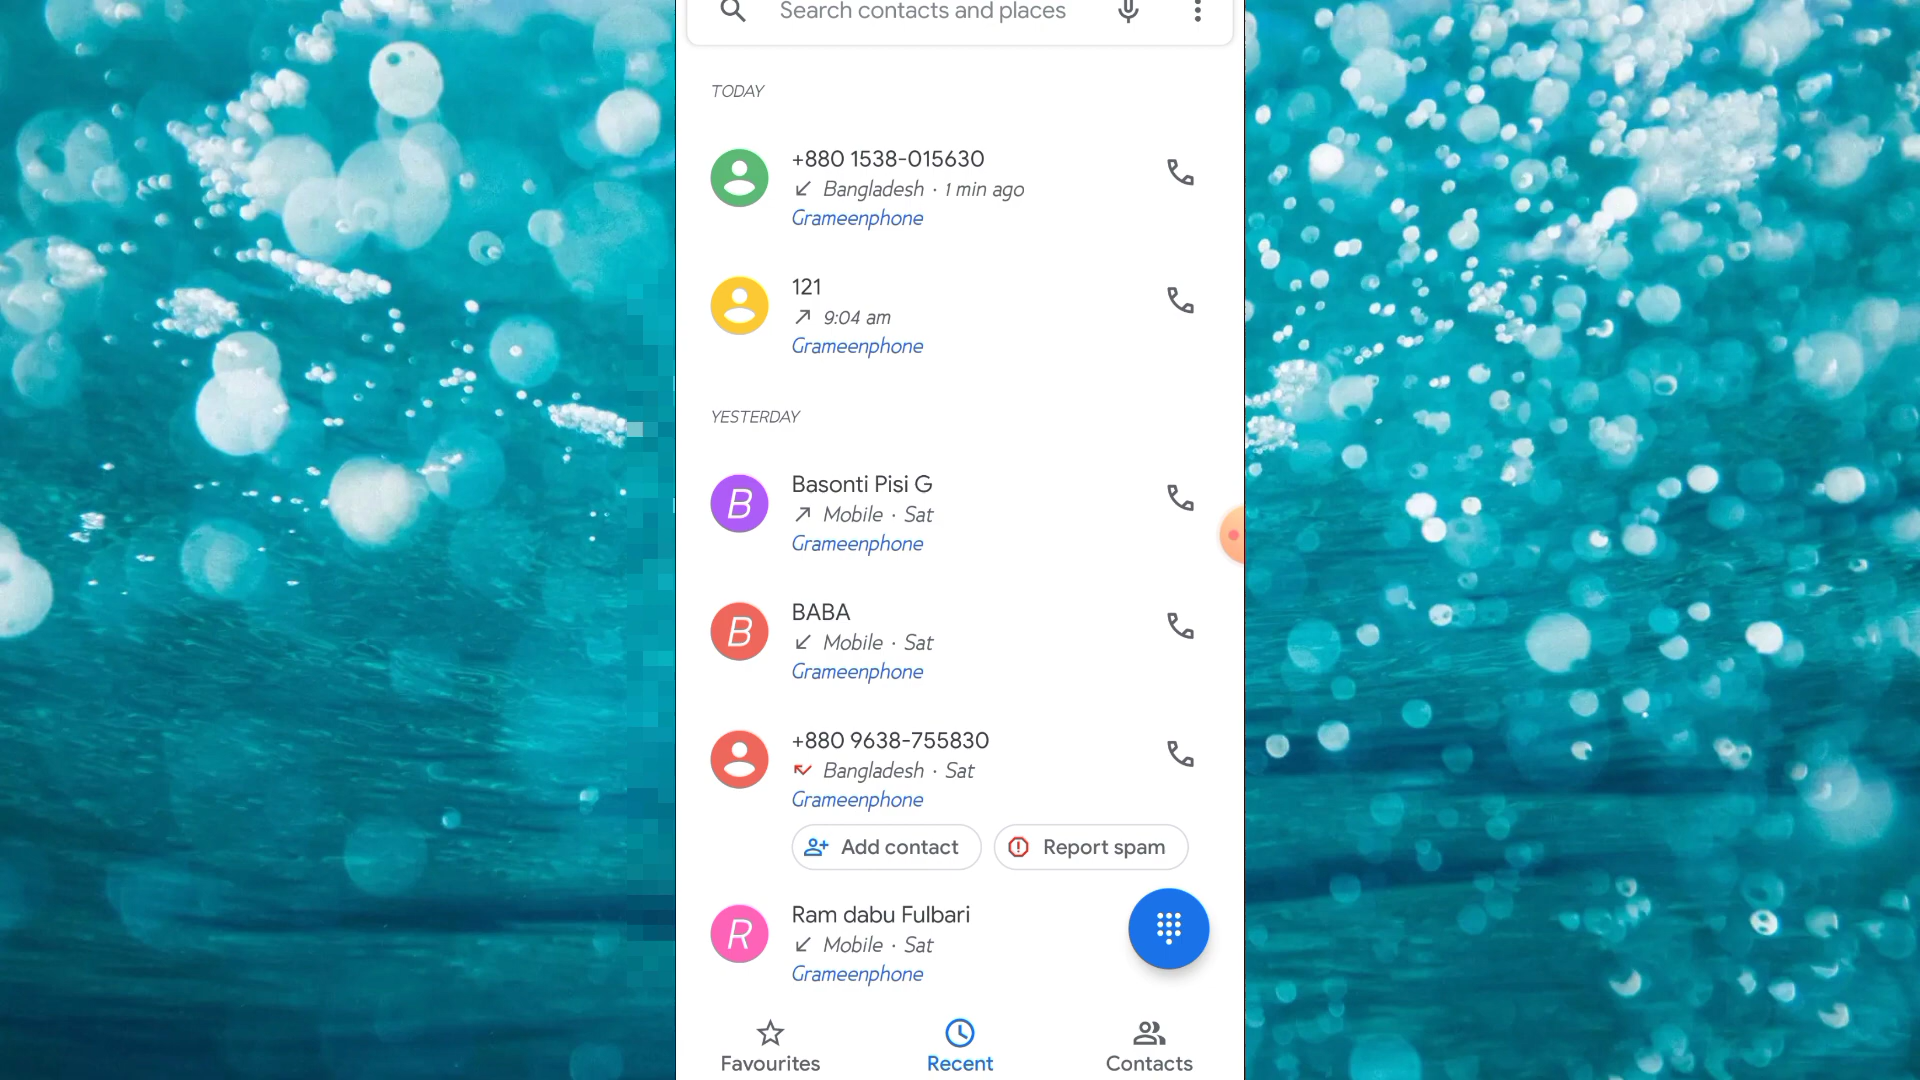 Search contacts and places
TODAY
+880 1538-015630
Bangladesh · 1 min ago
Grameenphone
121
9:04 am
Grameenphone
YESTERDAY
B
Basonti Pisi G
Mobile · Sat
Grameenphone
B
BABA
Mobile · Sat
Grameenphone
+880 9638-755830
Bangladesh · Sat
Grameenphone
Add contact
Report spam
R
Ram dabu Fulbari
Mobile · Sat
Grameenphone
Favourites
Recent
Contacts